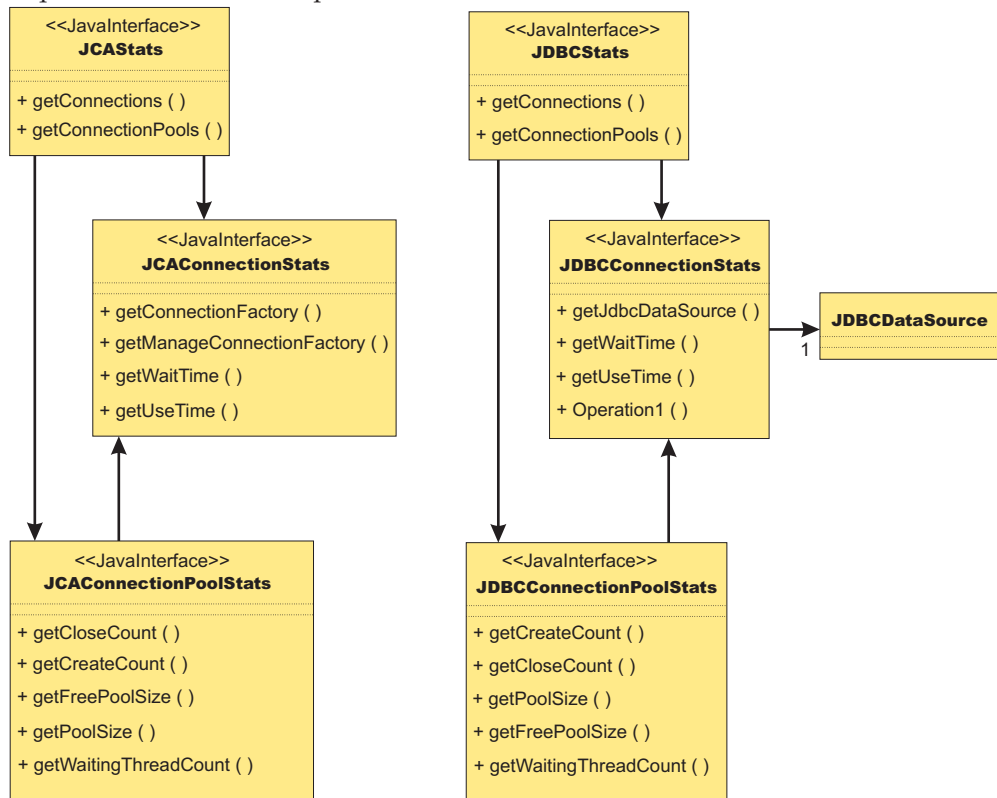 <<JavaInterface>>
JCAStats
+ getConnections ( )
+ getConnectionPools ( )
<<JavaInterface>>
JDBCStats
+ getConnections ( )
+ getConnectionPools ( )
<<JavaInterface>>
JCAConnectionStats
+ getConnectionFactory ( )
+ getManageConnectionFactory ( )
+ getWaitTime ( )
+ getUseTime ( )
<<JavaInterface>>
JDBCConnectionStats
+ getJdbcDataSource ( )
+ getWaitTime ( )
+ getUseTime ( )
+ Operation1 ( )
1
JDBCDataSource
<<JavaInterface>>
JCAConnectionPoolStats
+ getCloseCount ( )
+ getCreateCount ( )
+ getFreePoolSize ( )
+ getPoolSize ( )
+ getWaitingThreadCount ( )
<<JavaInterface>>
JDBCConnectionPoolStats
+ getCreateCount ( )
+ getCloseCount ( )
+ getPoolSize ( )
+ getFreePoolSize ( )
+ getWaitingThreadCount ( )